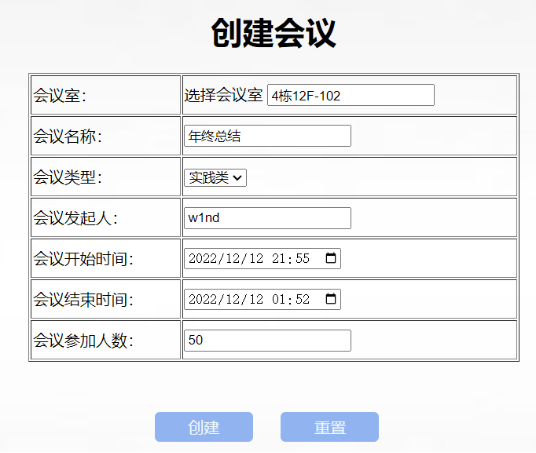 创建会议
会议室： 选择会议室 4栋12F-102
会议名称： 年终总结
会议类型： 实践类
会议发起人： w1nd
会议开始时间： 2022/12/12 21:55
会议结束时间： 2022/12/12 01:52
会议参加人数： 50
创建 重置